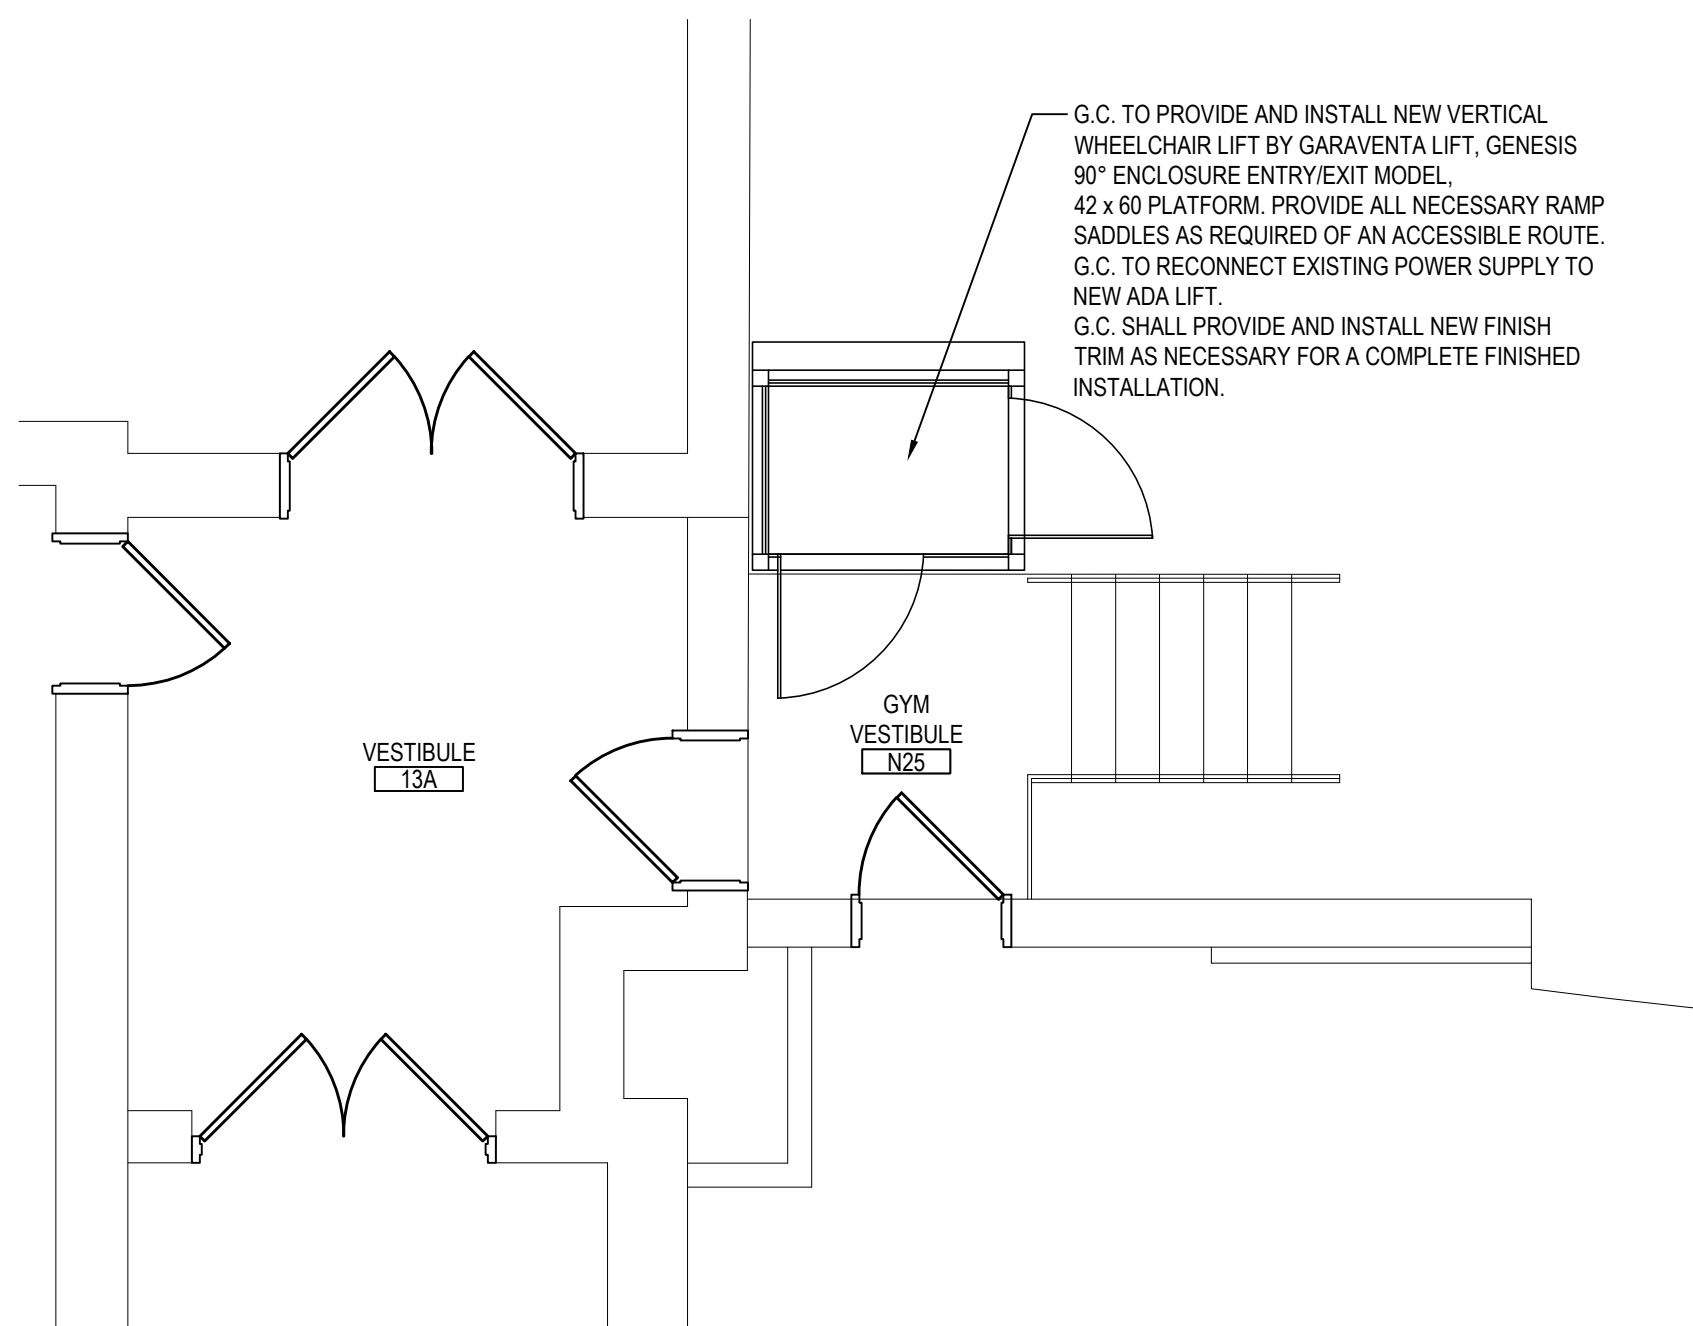 G.C. TO PROVIDE AND INSTALL NEW VERTICAL
WHEELCHAIR LIFT BY GARAVENTA LIFT, GENESIS
90° ENCLOSURE ENTRY/EXIT MODEL,
42 x 60 PLATFORM. PROVIDE ALL NECESSARY RAMP
SADDLES AS REQUIRED OF AN ACCESSIBLE ROUTE.
G.C. TO RECONNECT EXISTING POWER SUPPLY TO
NEW ADA LIFT.
G.C. SHALL PROVIDE AND INSTALL NEW FINISH
TRIM AS NECESSARY FOR A COMPLETE FINISHED
INSTALLATION.
VESTIBULE
13A
GYM
VESTIBULE
N25